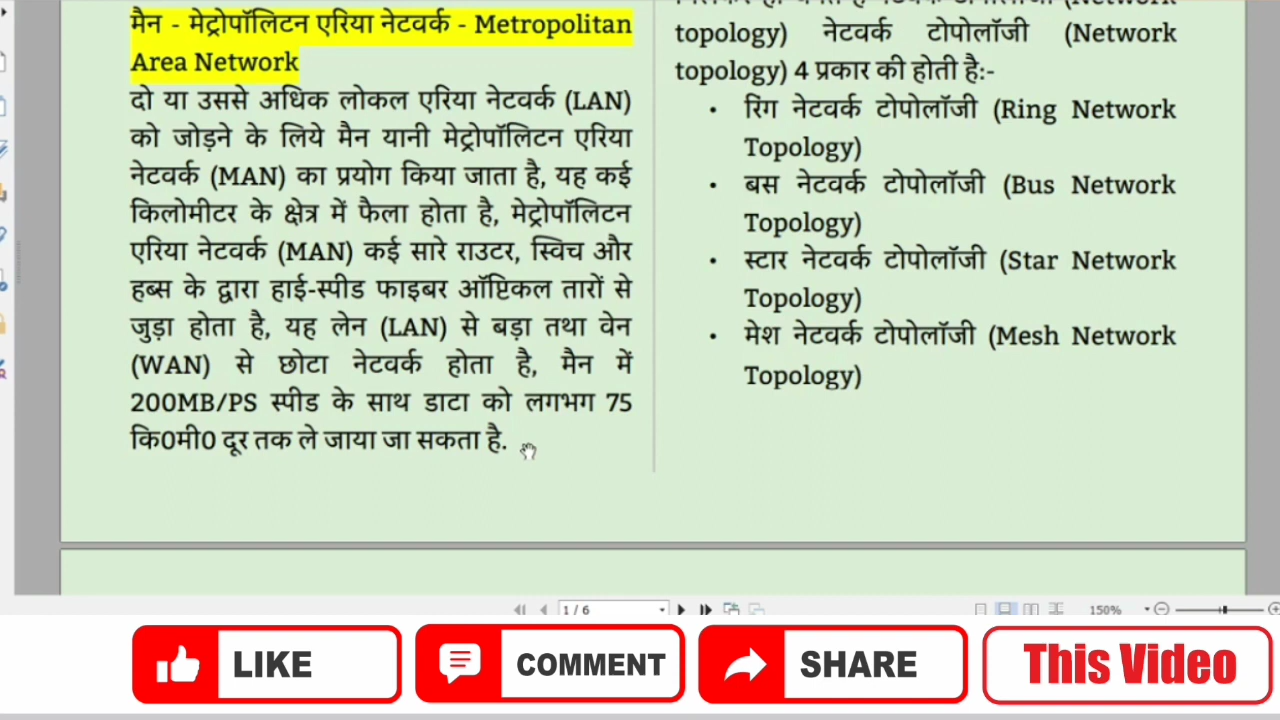 मैन - मेट्रोपॉलिटन एरिया नेटवर्क - Metropolitan
Area Network
दो या उससे अधिक लोकल एरिया नेटवर्क (LAN)
को जोड़ने के लिये मैन यानी मेट्रोपॉलिटन एरिया
नेटवर्क (MAN) का प्रयोग किया जाता है, यह कई
किलोमीटर के क्षेत्र में फैला होता है, मेट्रोपॉलिटन
एरिया नेटवर्क (MAN) कई सारे राउटर, स्विच और
हब्स के द्वारा हाई-स्पीड फाइबर ऑप्टिकल तारों से
जुड़ा होता है, यह लेन (LAN) से बड़ा तथा वेन
(WAN) से छोटा नेटवर्क होता है, मैन में
200MB/PS स्पीड के साथ डाटा को लगभग 75
कि0मी0 दूर तक ले जाया जा सकता है.
topology) नेटवर्क टोपोलॉजी (Network
topology) 4 प्रकार की होती है:-
• रिंग नेटवर्क टोपोलॉजी (Ring Network
Topology)
• बस नेटवर्क टोपोलॉजी (Bus Network
Topology)
• स्टार नेटवर्क टोपोलॉजी (Star Network
Topology)
• मेश नेटवर्क टोपोलॉजी (Mesh Network
Topology)
1 / 6
150%
LIKE
COMMENT
SHARE
This Video